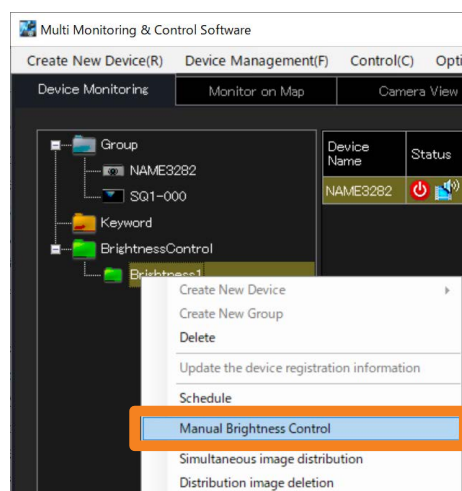 Multi Monitoring & Control Software
Create New Device(R) Device Management(F) Control(C) Opti
Device Monitoring Monitor on Map Camera View
Group
NAME3282
SQ1-000
Keyword
BrightnessControl
Brightness1
Device Name Status
NAME3282
Create New Device
Create New Group
Delete
Update the device registration information
Schedule
Manual Brightness Control
Simultaneous image distribution
Distribution image deletion